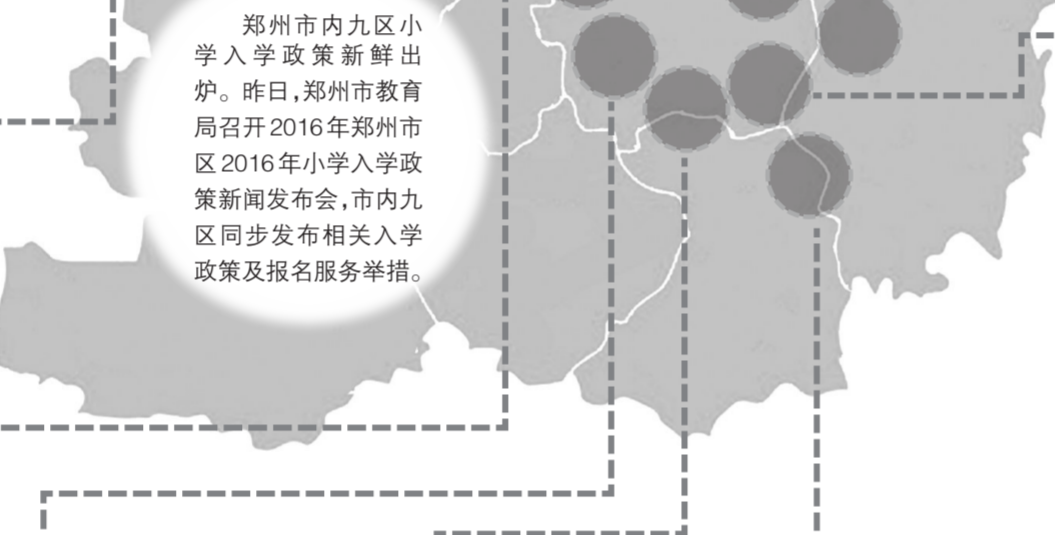 郑州市内九区小
学入学政策新鲜出
炉。昨日,郑州市教育
局召开2016年郑州市
区2016年小学入学政
策新闻发布会,市内九
区同步发布相关入学
政策及报名服务举措。